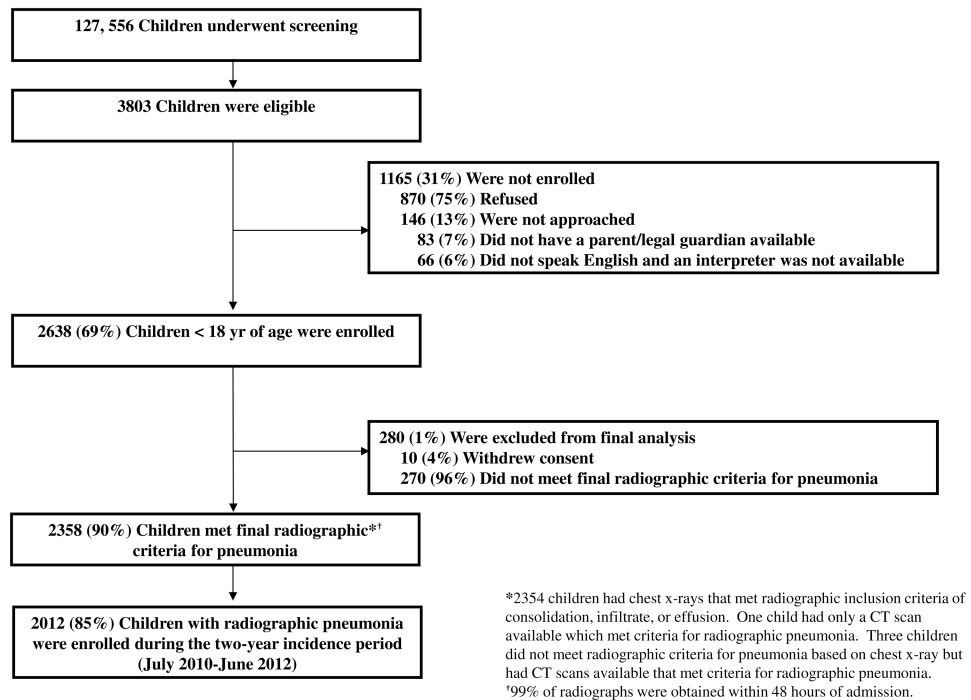 127, 556 Children underwent screening
3803 Children were eligible
1165 (31%) Were not enrolled
870 (75%) Refused
146 (13%) Were not approached
83 (7%) Did not have a parent/legal guardian available
66 (6%) Did not speak English and an interpreter was not available
2638 (69%) Children < 18 yr of age were enrolled
280 (1%) Were excluded from final analysis
10 (4%) Withdrew consent
270 (96%) Did not meet final radiographic criteria for pneumonia
2358 (90%) Children met final radiographic*†
criteria for pneumonia
2012 (85%) Children with radiographic pneumonia
were enrolled during the two-year incidence period
(July 2010-June 2012)
*2354 children had chest x-rays that met radiographic inclusion criteria of
consolidation, infiltrate, or effusion.  One child had only a CT scan
available which met criteria for radiographic pneumonia.  Three children
did not meet radiographic criteria for pneumonia based on chest x-ray but
had CT scans available that met criteria for radiographic pneumonia.
†99% of radiographs were obtained within 48 hours of admission.